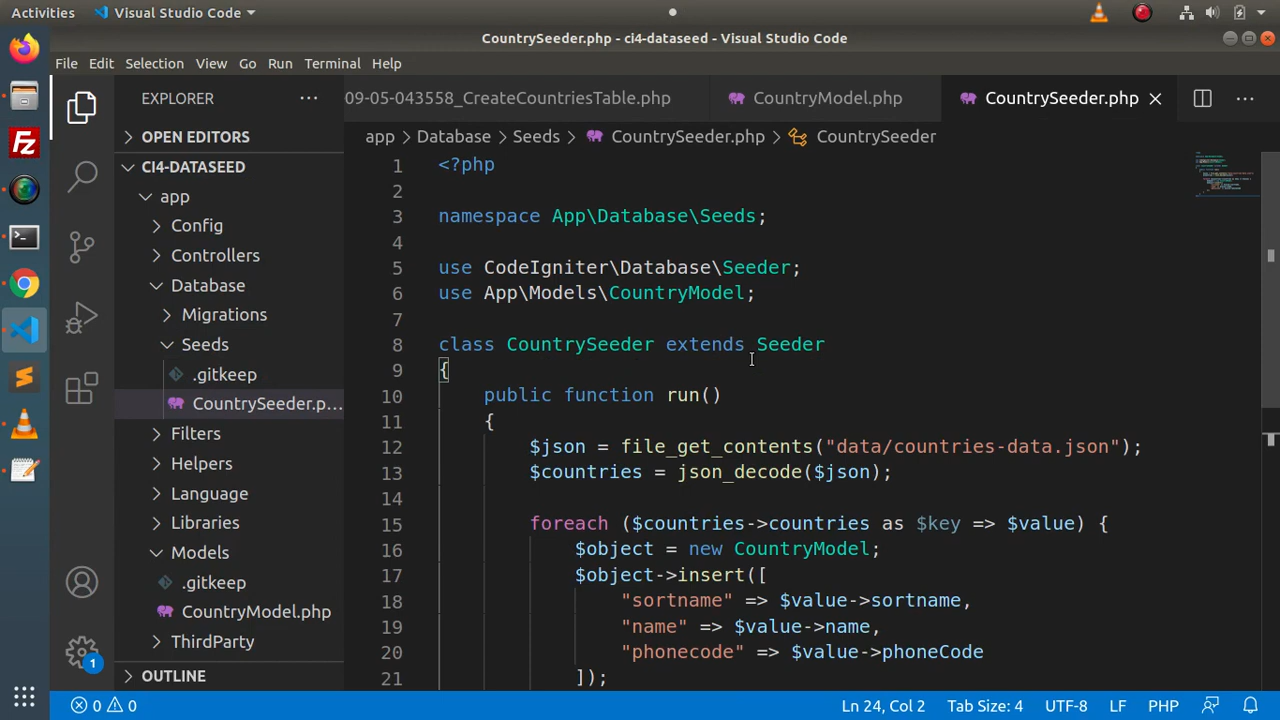 Activities
Visual Studio Code
CountrySeeder.php - ci4-dataseed - Visual Studio Code
File Edit Selection View Go Run Terminal Help
EXPLORER
09-05-043558_CreateCountriesTable.php
CountryModel.php
CountrySeeder.php
OPEN EDITORS
app > Database > Seeds > CountrySeeder.php > CountrySeeder
CI4-DATASEED
app
Config
Controllers
Database
Migrations
Seeds
.gitkeep
CountrySeeder.p...
Filters
Helpers
Language
Libraries
Models
.gitkeep
CountryModel.php
ThirdParty
OUTLINE
1 <?php
2
3 namespace App\Database\Seeds;
4
5 use CodeIgniter\Database\Seeder;
6 use App\Models\CountryModel;
7
8 class CountrySeeder extends Seeder
9 {
10 public function run()
11 {
12 $json = file_get_contents("data/countries-data.json");
13 $countries = json_decode($json);
14
15 foreach ($countries->countries as $key => $value) {
16 $object = new CountryModel;
17 $object->insert([
18 "sortname" => $value->sortname,
19 "name" => $value->name,
20 "phonecode" => $value->phoneCode
21 ]);
1
0 0
Ln 24, Col 2
Tab Size: 4
UTF-8
LF
PHP